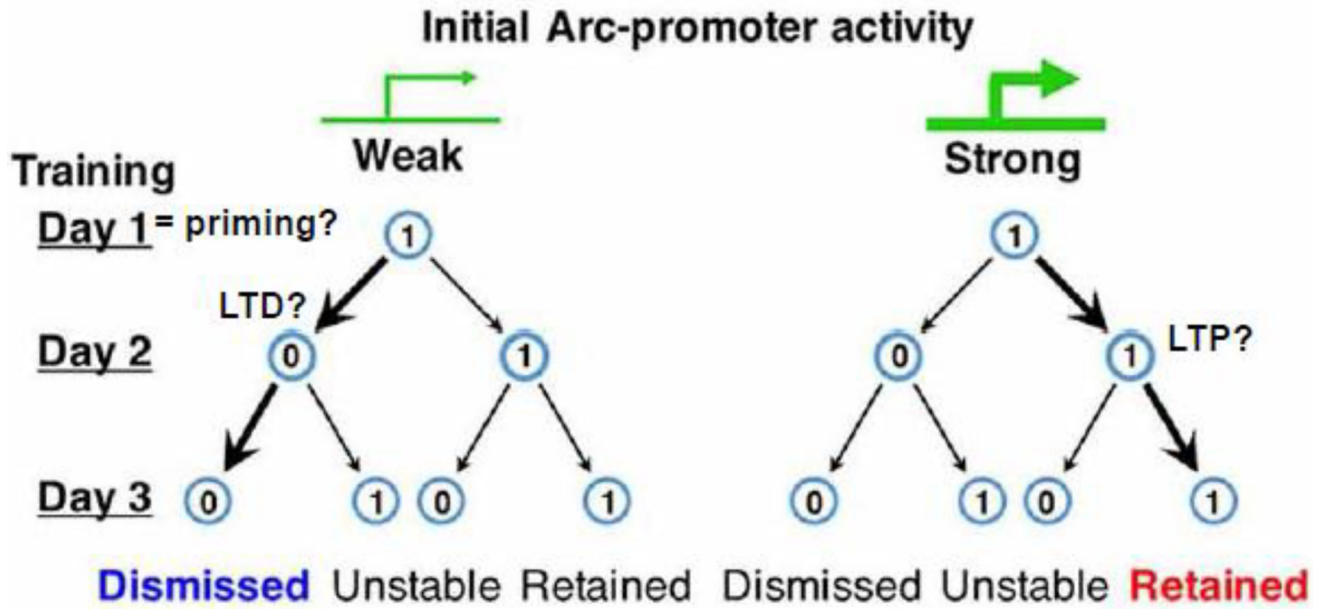 Initial Arc-promoter activity
Weak Strong
Training
Day 1 = priming? 1 1
LTD? LTP?
Day 2 0 1 0 1
Day 3 0 1 0 1 0 1 0 1
Dismissed Unstable Retained Dismissed Unstable Retained